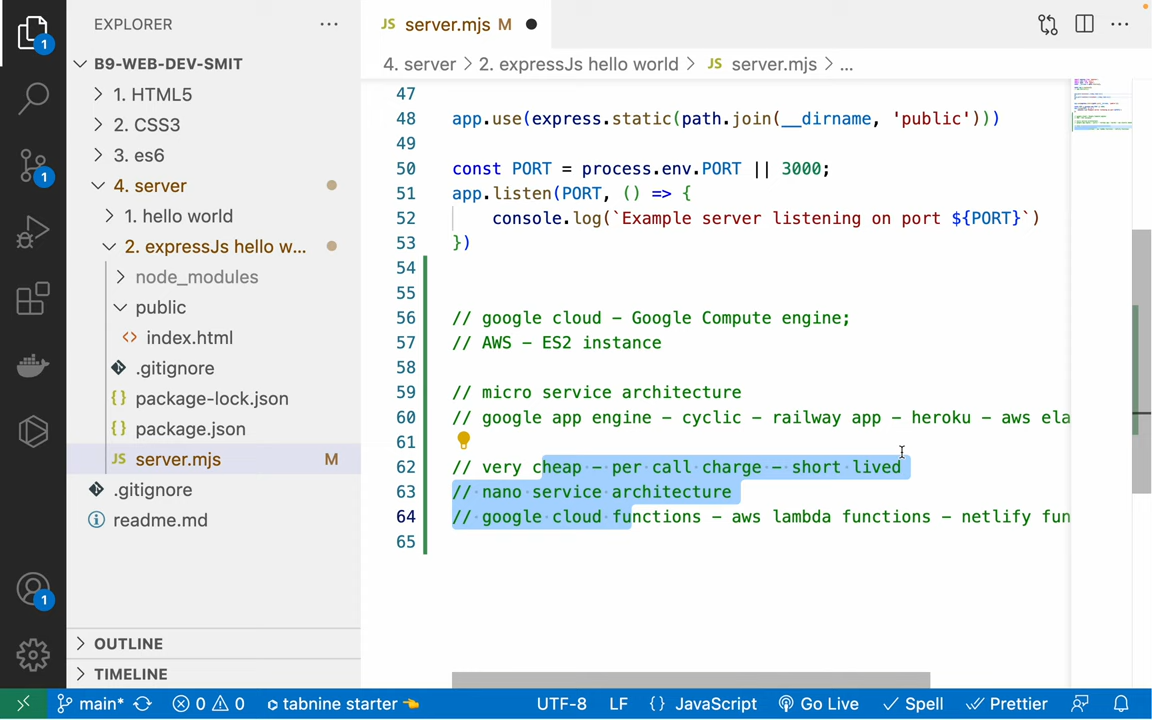 EXPLORER
server.mjs M
B9-WEB-DEV-SMIT
4. server > 2. expressJs hello world > JS server.mjs > ...
1
1
1
1. HTML5
2. CSS3
3. es6
4. server
1. hello world
2. expressJs hello w...
node_modules
public
<> index.html
.gitignore
{} package-lock.json
{} package.json
JS server.mjs M
.gitignore
readme.md
OUTLINE
TIMELINE
47
48 app.use(express.static(path.join(__dirname, 'public')))
49
50 const PORT = process.env.PORT || 3000;
51 app.listen(PORT, () => {
52 console.log(`Example server listening on port ${PORT}`)
53 })
54
55
56 // google cloud - Google Compute engine;
57 // AWS - ES2 instance
58
59 // micro service architecture
60 // google app engine - cyclic - railway app - heroku - aws ela
61
62 // very cheap - per call charge - short lived
63 // nano service architecture
64 // google cloud functions - aws lambda functions - netlify fun
65
main* 0 0 tabnine starter 👈 UTF-8 LF {} JavaScript Go Live Spell Prettier